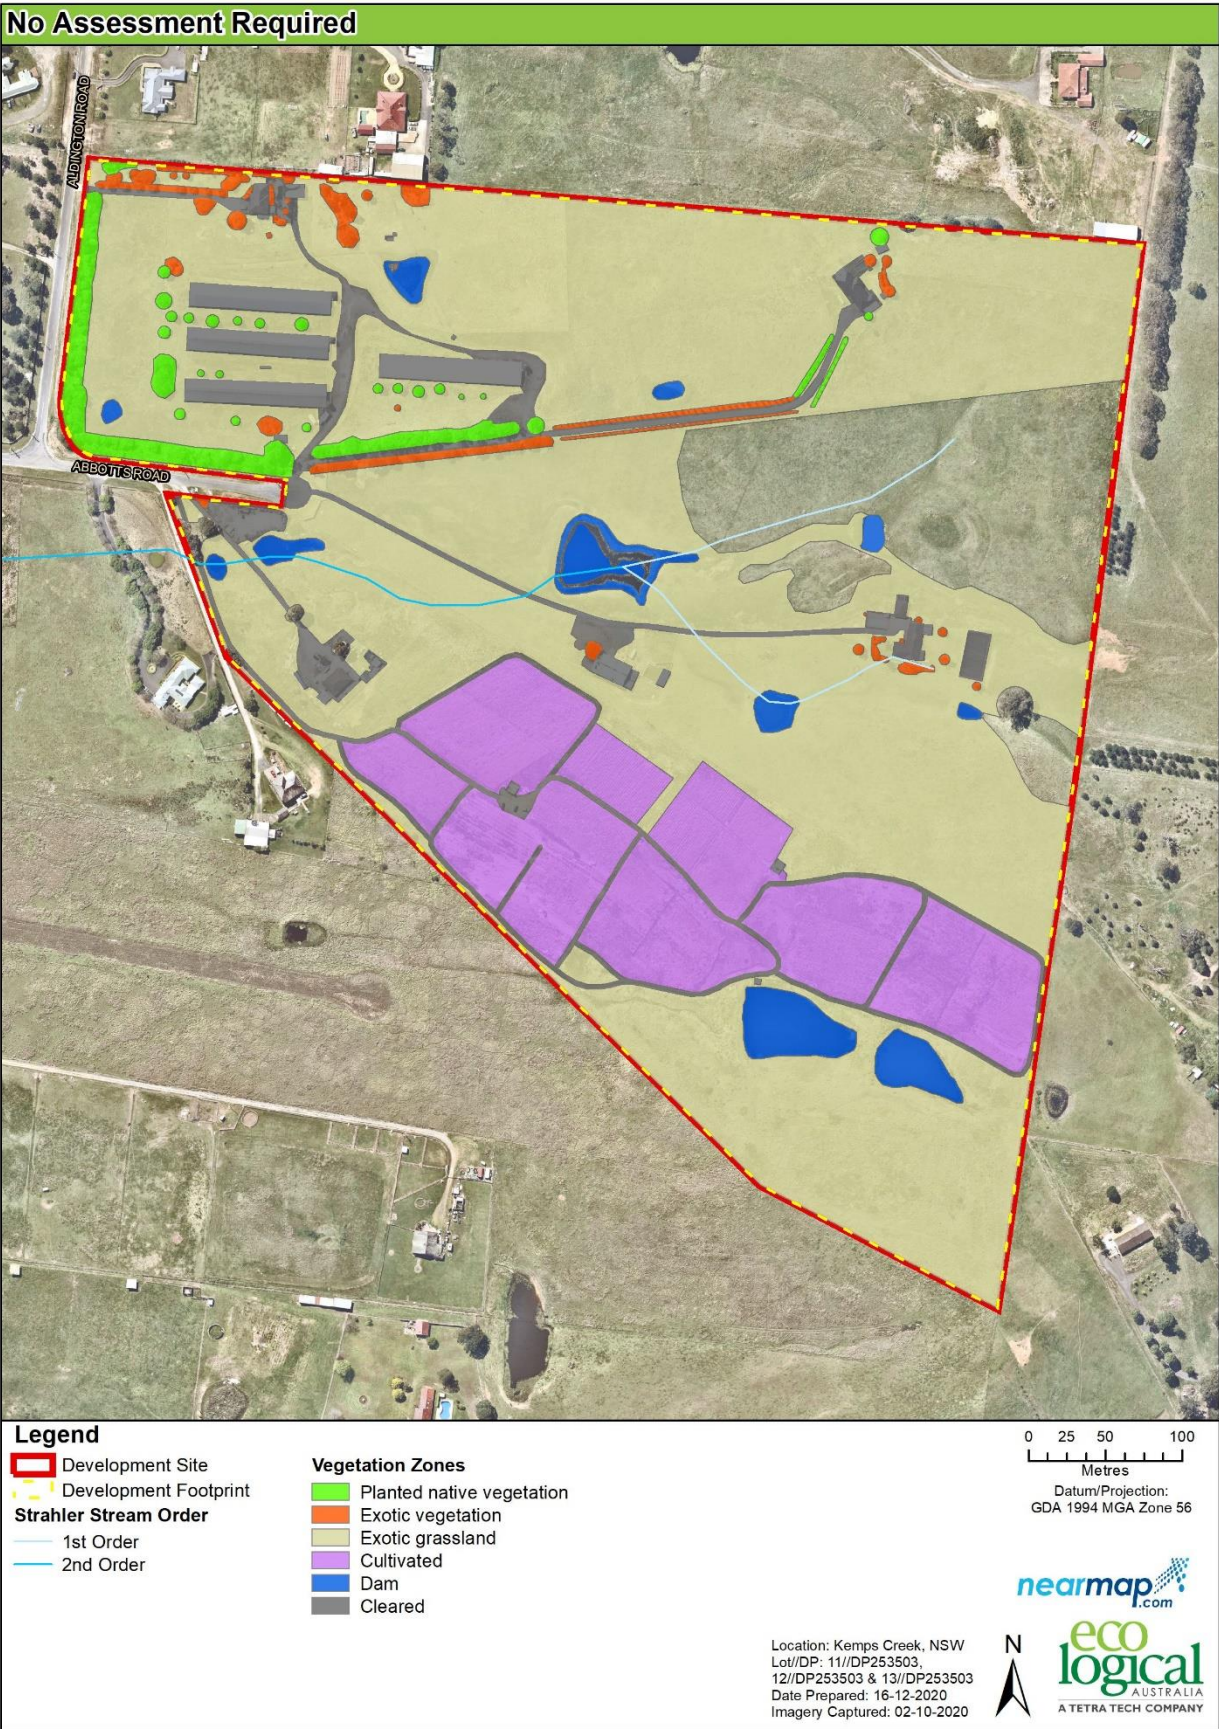 No Assessment Required
ALDINGTON ROAD
ABBOTTS ROAD
Legend
Development Site
Development Footprint
Strahler Stream Order
1st Order
2nd Order
Vegetation Zones
Planted native vegetation
Exotic vegetation
Exotic grassland
Cultivated
Dam
Cleared
0 25 50 100
Metres
Datum/Projection:
GDA 1994 MGA Zone 56
nearmap
.com
Location: Kemps Creek, NSW
Lot//DP: 11//DP253503,
12//DP253503 & 13//DP253503
Date Prepared: 16-12-2020
Imagery Captured: 02-10-2020
N
eco
logical
AUSTRALIA
A TETRA TECH COMPANY